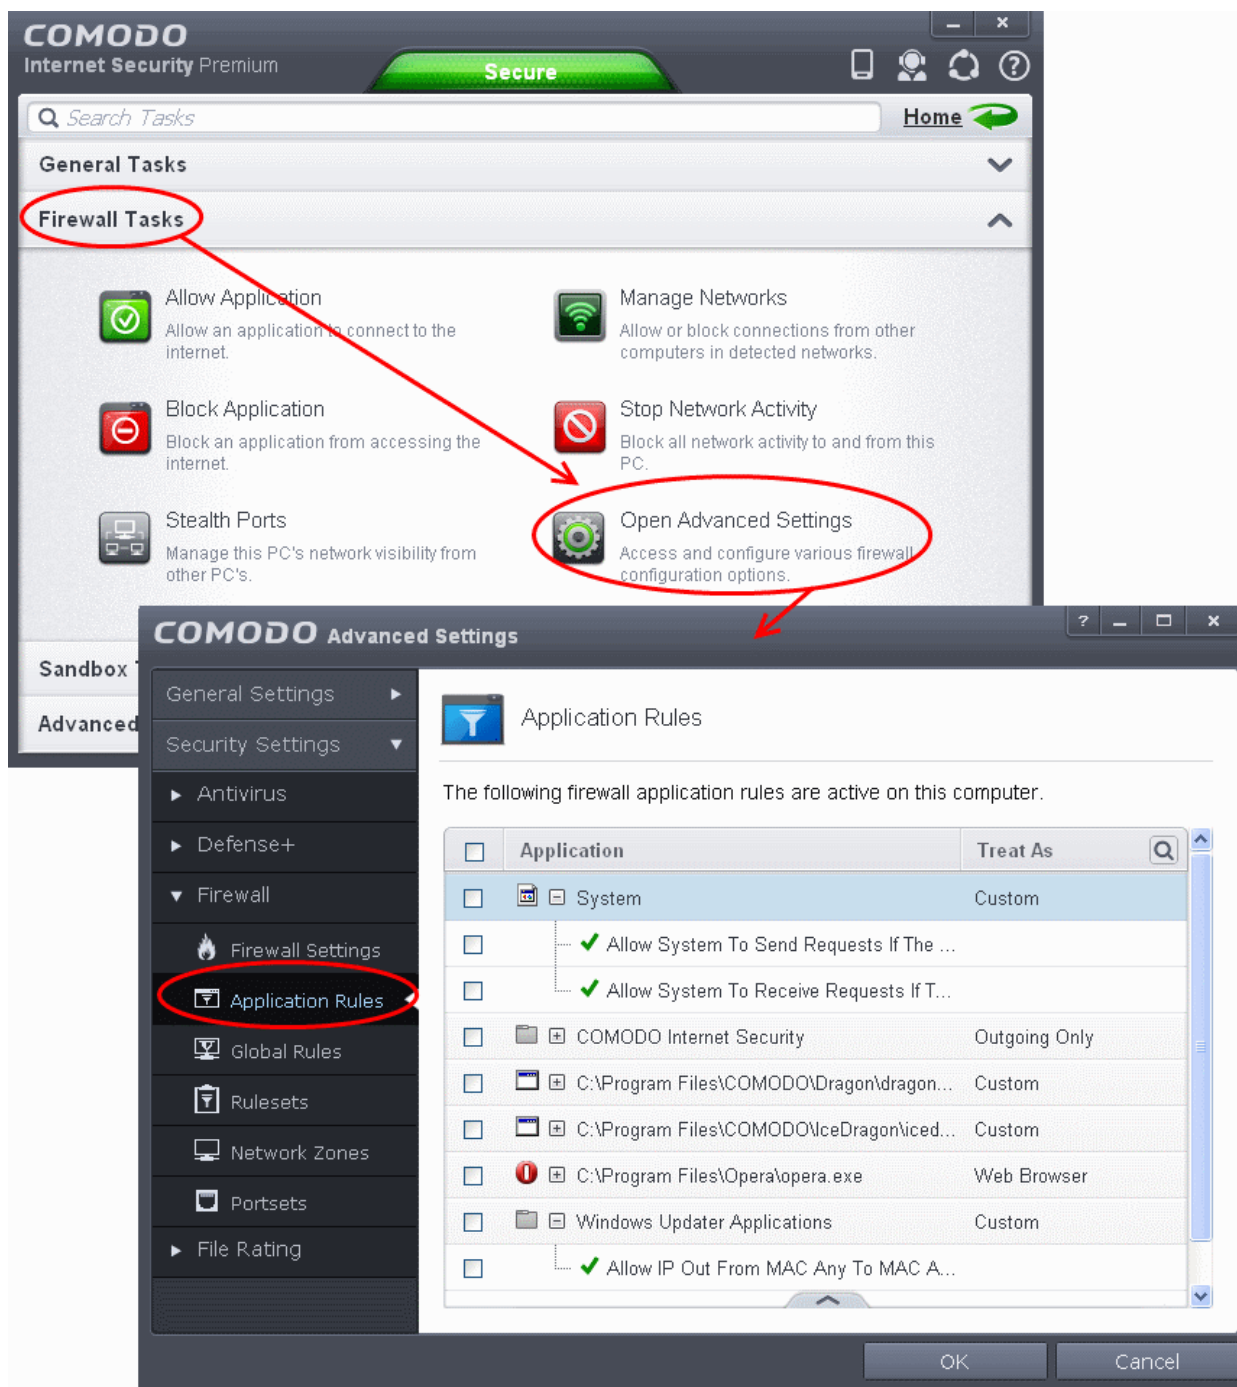 COMODO
Internet Security Premium
Secure
Search Tasks
Home
General Tasks
Firewall Tasks
Allow Application
Allow an application to connect to the
internet.
Manage Networks
Allow or block connections from other
computers in detected networks.
Block Application
Block an application from accessing the
internet.
Stop Network Activity
Block all network activity to and from this
PC.
Stealth Ports
Manage this PC's network visibility from
other PC's.
Open Advanced Settings
Access and configure various firewall
configuration options.
Sandbox
Advanced
COMODO Advanced Settings
General Settings
Security Settings
Antivirus
Defense+
Firewall
Firewall Settings
Application Rules
Global Rules
Rulesets
Network Zones
Portsets
File Rating
Application Rules
The following firewall application rules are active on this computer.
Application Treat As
System Custom
Allow System To Send Requests If The ...
Allow System To Receive Requests If T...
COMODO Internet Security Outgoing Only
C:\Program Files\COMODO\Dragon\dragon... Custom
C:\Program Files\COMODO\IceDragon\iced... Custom
C:\Program Files\Opera\opera.exe Web Browser
Windows Updater Applications Custom
Allow IP Out From MAC Any To MAC A...
OK Cancel